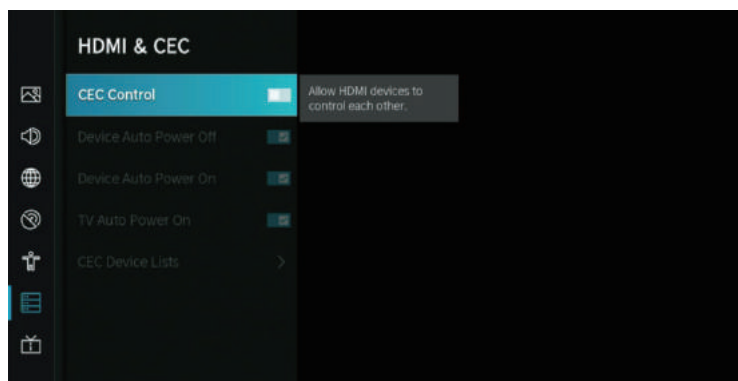 HDMI & CEC
CEC Control
Allow HDMI devices to
control each other.
Device Auto Power Off
Device Auto Power On
TV Auto Power On
CEC Device Lists